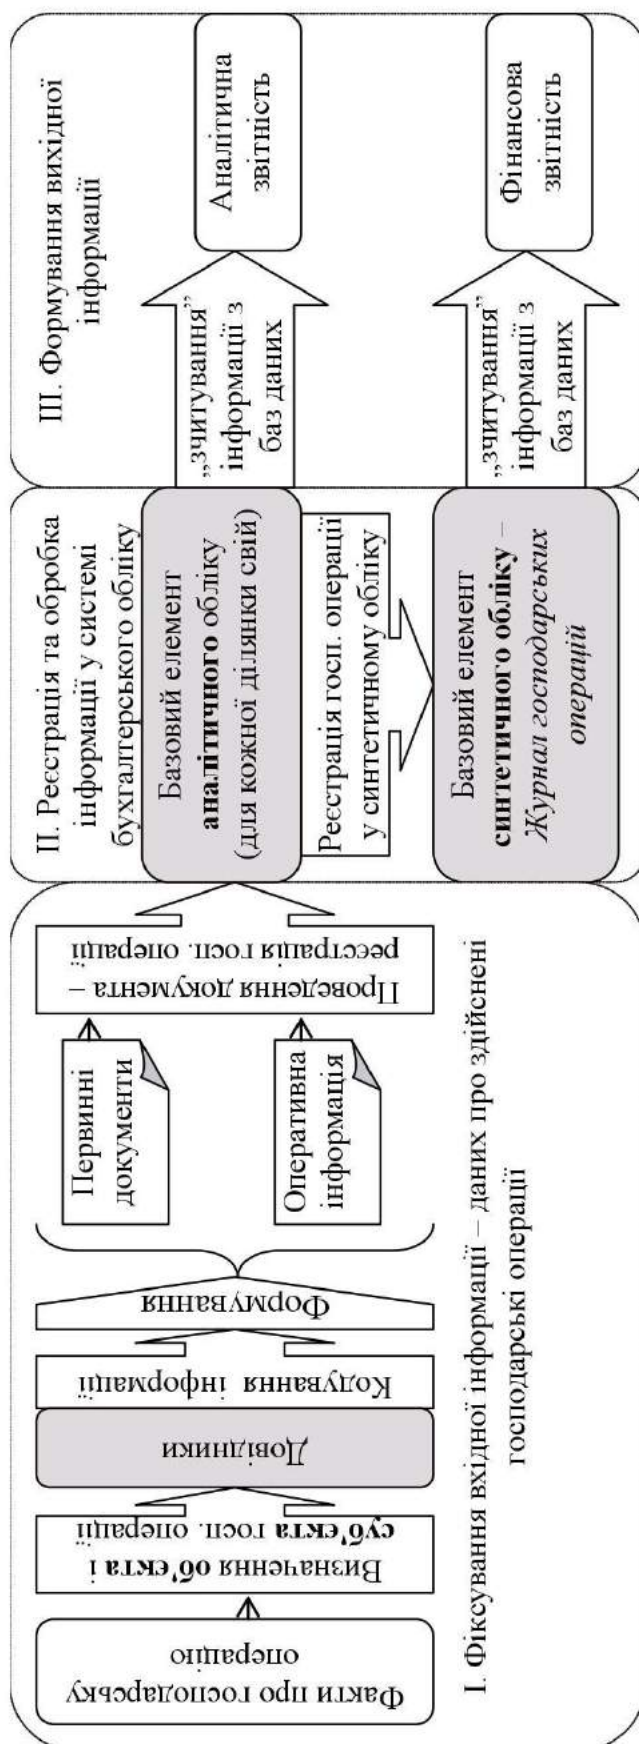 Факти про господарську
операцію
Визначення об'єкта і
суб'єкта госп. операції
Довідники
Кодування інформації
Формування
Первинні
документи
Оперативна
інформація
Проведення документа –
реєстрація госп. операції
І. Фіксування вхідної інформації – даних про здійснені
господарські операції
ІІ. Реєстрація та обробка
інформації у системі
бухгалтерського обліку
Базовий елемент
аналітичного обліку
(для кожної ділянки свій)
Реєстрація госп. операції
у синтетичному обліку
Базовий елемент
синтетичного обліку –
Журнал господарських
операцій
ІІІ. Формування вихідної
інформації
„зчитування”
інформації з
баз даних
Аналітична
звітність
„зчитування”
інформації з
баз даних
Фінансова
звітність